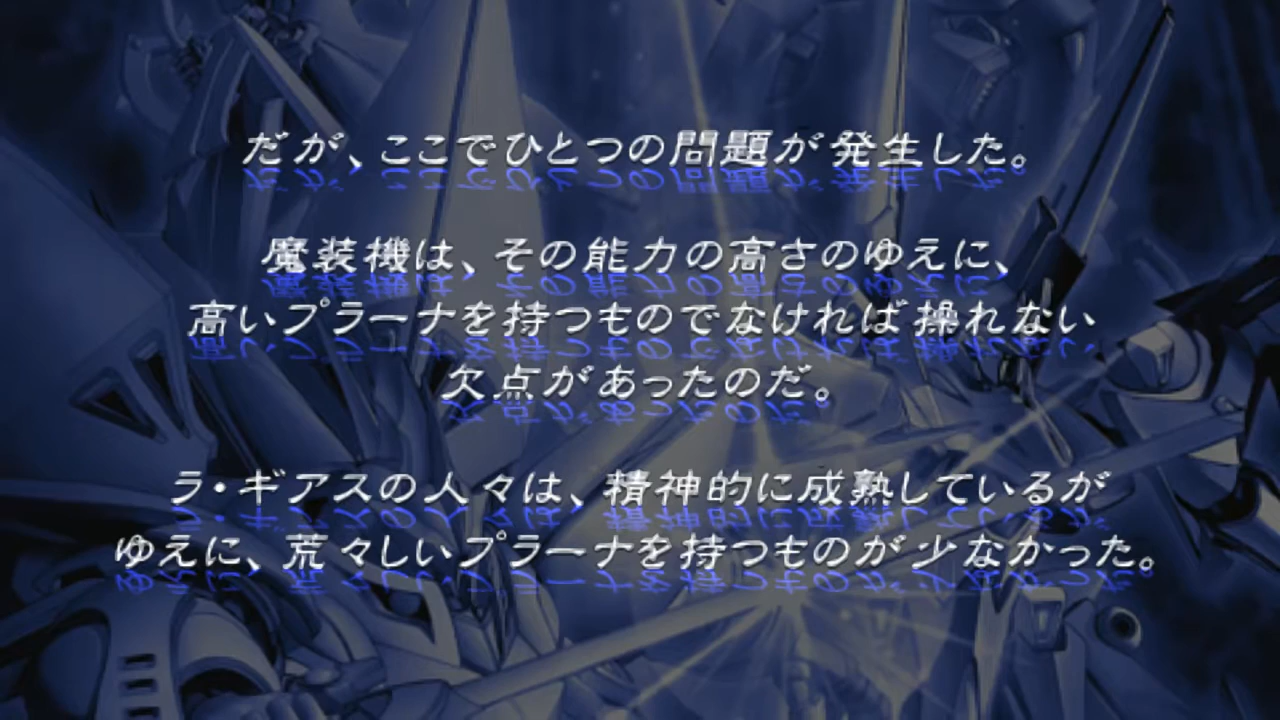 だが、ここでひとつの問題が発生した。
魔装機は、その能力の高さのゆえに、
高いプラーナを持つものでなければ操れない
欠点があったのだ。
ラ・ギアスの人々は、精神的に成熟しているが
ゆえに、荒々しいプラーナを持つものが少なかった。